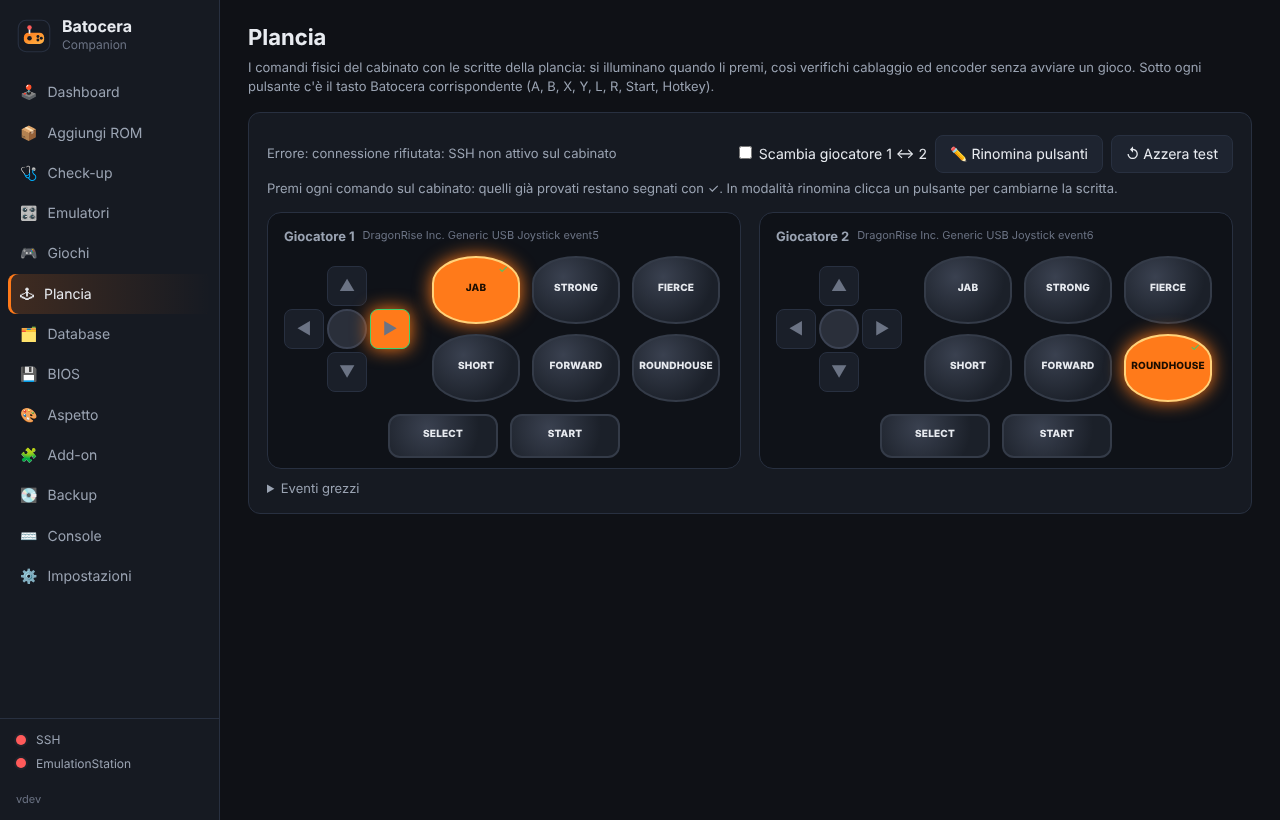 Batocera
Companion
Dashboard
Aggiungi ROM
Check-up
Emulatori
Giochi
Plancia
Database
BIOS
Aspetto
Add-on
Backup
Console
Impostazioni
SSH
EmulationStation
vdev
Plancia
I comandi fisici del cabinato con le scritte della plancia: si illuminano quando li premi, così verifichi cablaggio ed encoder senza avviare un gioco. Sotto ogni
pulsante c'è il tasto Batocera corrispondente (A, B, X, Y, L, R, Start, Hotkey).
Errore: connessione rifiutata: SSH non attivo sul cabinato
Scambia giocatore 1 ↔ 2
✏️ Rinomina pulsanti
↺ Azzera test
Premi ogni comando sul cabinato: quelli già provati restano segnati con ✓. In modalità rinomina clicca un pulsante per cambiarne la scritta.
Giocatore 1 DragonRise Inc. Generic USB Joystick event5
JAB STRONG FIERCE
SHORT FORWARD ROUNDHOUSE
SELECT START
Giocatore 2 DragonRise Inc. Generic USB Joystick event6
JAB STRONG FIERCE
SHORT FORWARD ROUNDHOUSE
SELECT START
Eventi grezzi